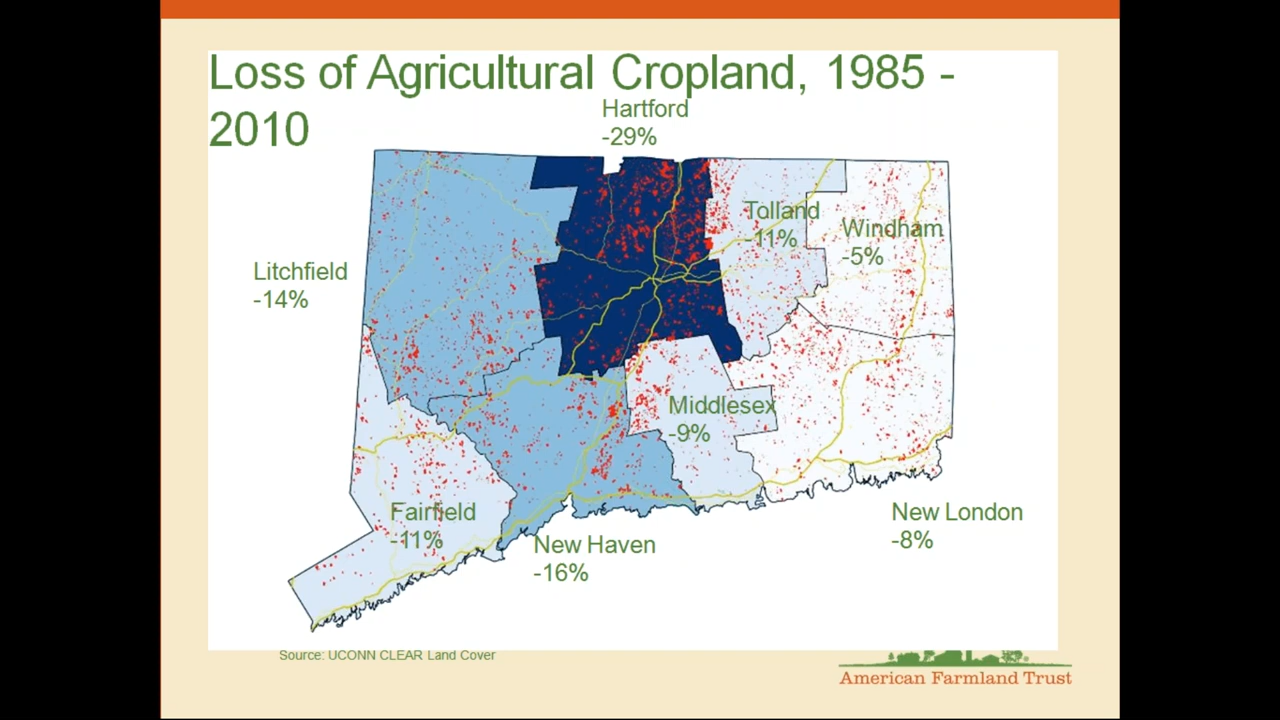 Loss of Agricultural Cropland, 1985 -
2010
Hartford
-29%
Tolland
-11%
Windham
-5%
Litchfield
-14%
Middlesex
-9%
Fairfield
-11%
New Haven
-16%
New London
-8%
Source: UCONN CLEAR Land Cover
American Farmland Trust